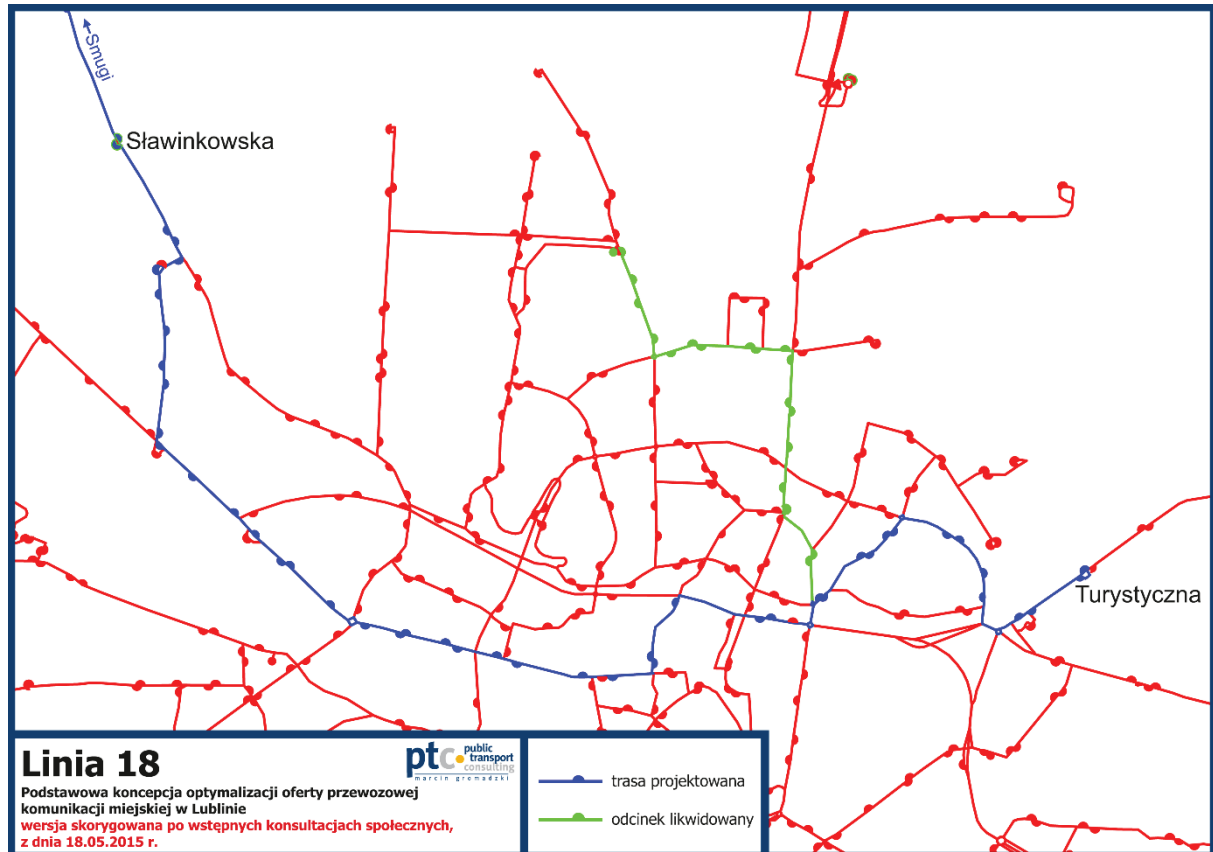 Smugi
Sławinkowska
Turystyczna
Linia 18
Podstawowa koncepcja optymalizacji oferty przewozowej
komunikacji miejskiej w Lublinie
wersja skorygowana po wstępnych konsultacjach społecznych,
z dnia 18.05.2015 r.
ptc
public
transport
consulting
marcin gromadzki
trasa projektowana
odcinek likwidowany